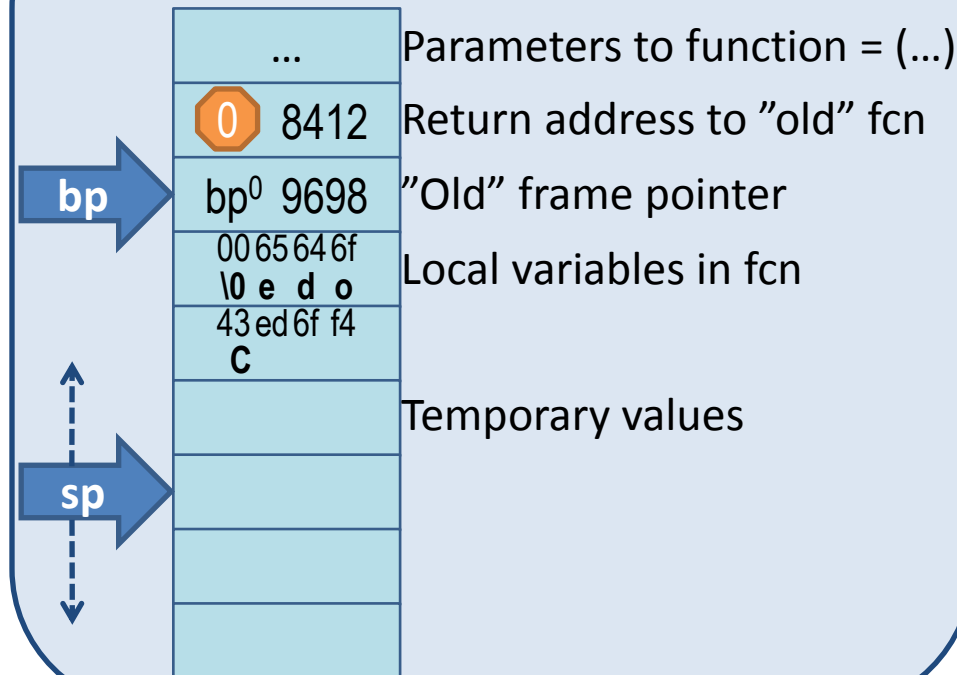 ... Parameters to function = (...)
0 8412 Return address to ”old” fcn
bp
bp⁰ 9698 ”Old” frame pointer
00 65 64 6f
\0 e d o
Local variables in fcn
43 ed 6f f4
C
Temporary values
sp